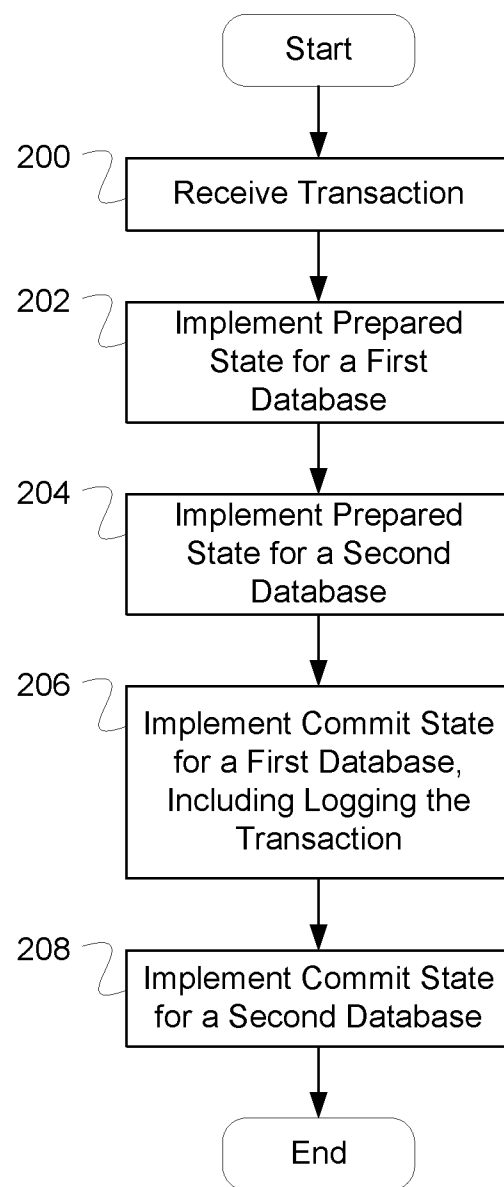 Start
200
Receive Transaction
202
Implement Prepared
State for a First
Database
204
Implement Prepared
State for a Second
Database
206
Implement Commit State
for a First Database,
Including Logging the
Transaction
208
Implement Commit State
for a Second Database
End